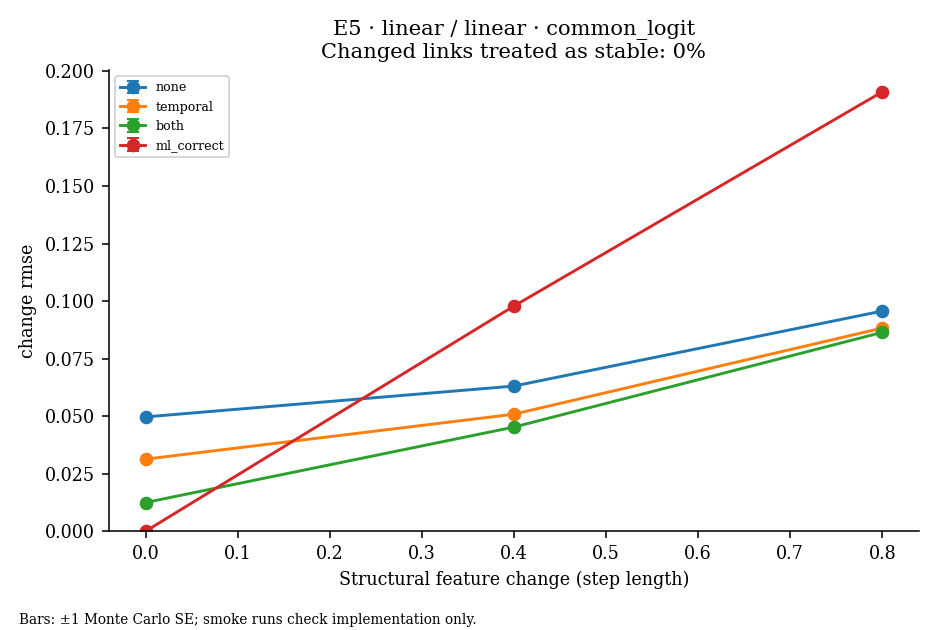 E5 · linear / linear · common_logit
Changed links treated as stable: 0%
0.200
0.175
0.150
0.125
0.100
0.075
0.050
0.025
0.000
change rmse
none
temporal
both
ml_correct
0.0 0.1 0.2 0.3 0.4 0.5 0.6 0.7 0.8
Structural feature change (step length)
Bars: ±1 Monte Carlo SE; smoke runs check implementation only.